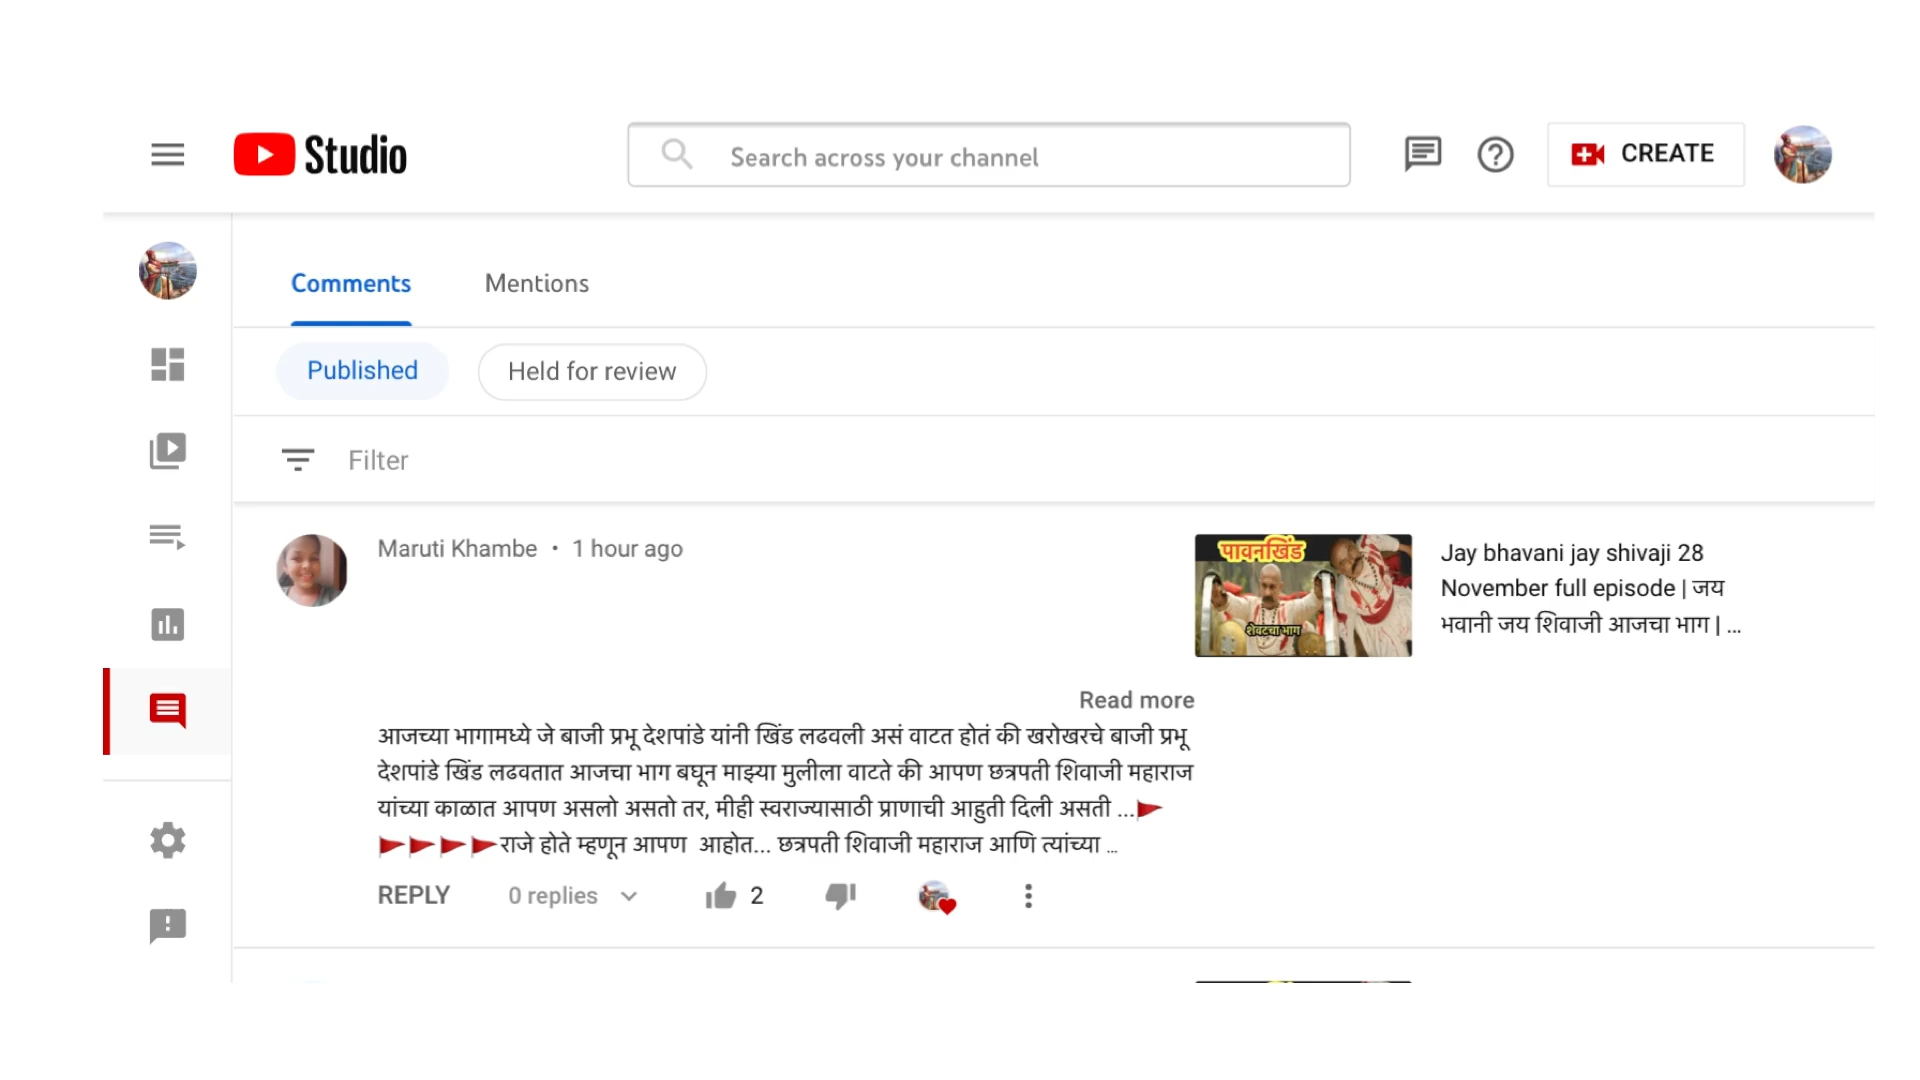 Studio
Search across your channel
CREATE
Comments
Mentions
Published
Held for review
Filter
Maruti Khambe • 1 hour ago
पावनखिंड
शेवटचा भाग
Jay bhavani jay shivaji 28
November full episode | जय
भवानी जय शिवाजी आजचा भाग | ...
Read more
आजच्या भागामध्ये जे बाजी प्रभू देशपांडे यांनी खिंड लढवली असं वाटत होतं की खरोखरचे बाजी प्रभू
देशपांडे खिंड लढवतात आजचा भाग बघून माझ्या मुलीला वाटते की आपण छत्रपती शिवाजी महाराज
यांच्या काळात आपण असलो असतो तर, मीही स्वराज्यासाठी प्राणाची आहुती दिली असती ...🚩
🚩🚩🚩🚩राजे होते म्हणून आपण आहोत... छत्रपती शिवाजी महाराज आणि त्यांच्या ...
REPLY
0 replies
2